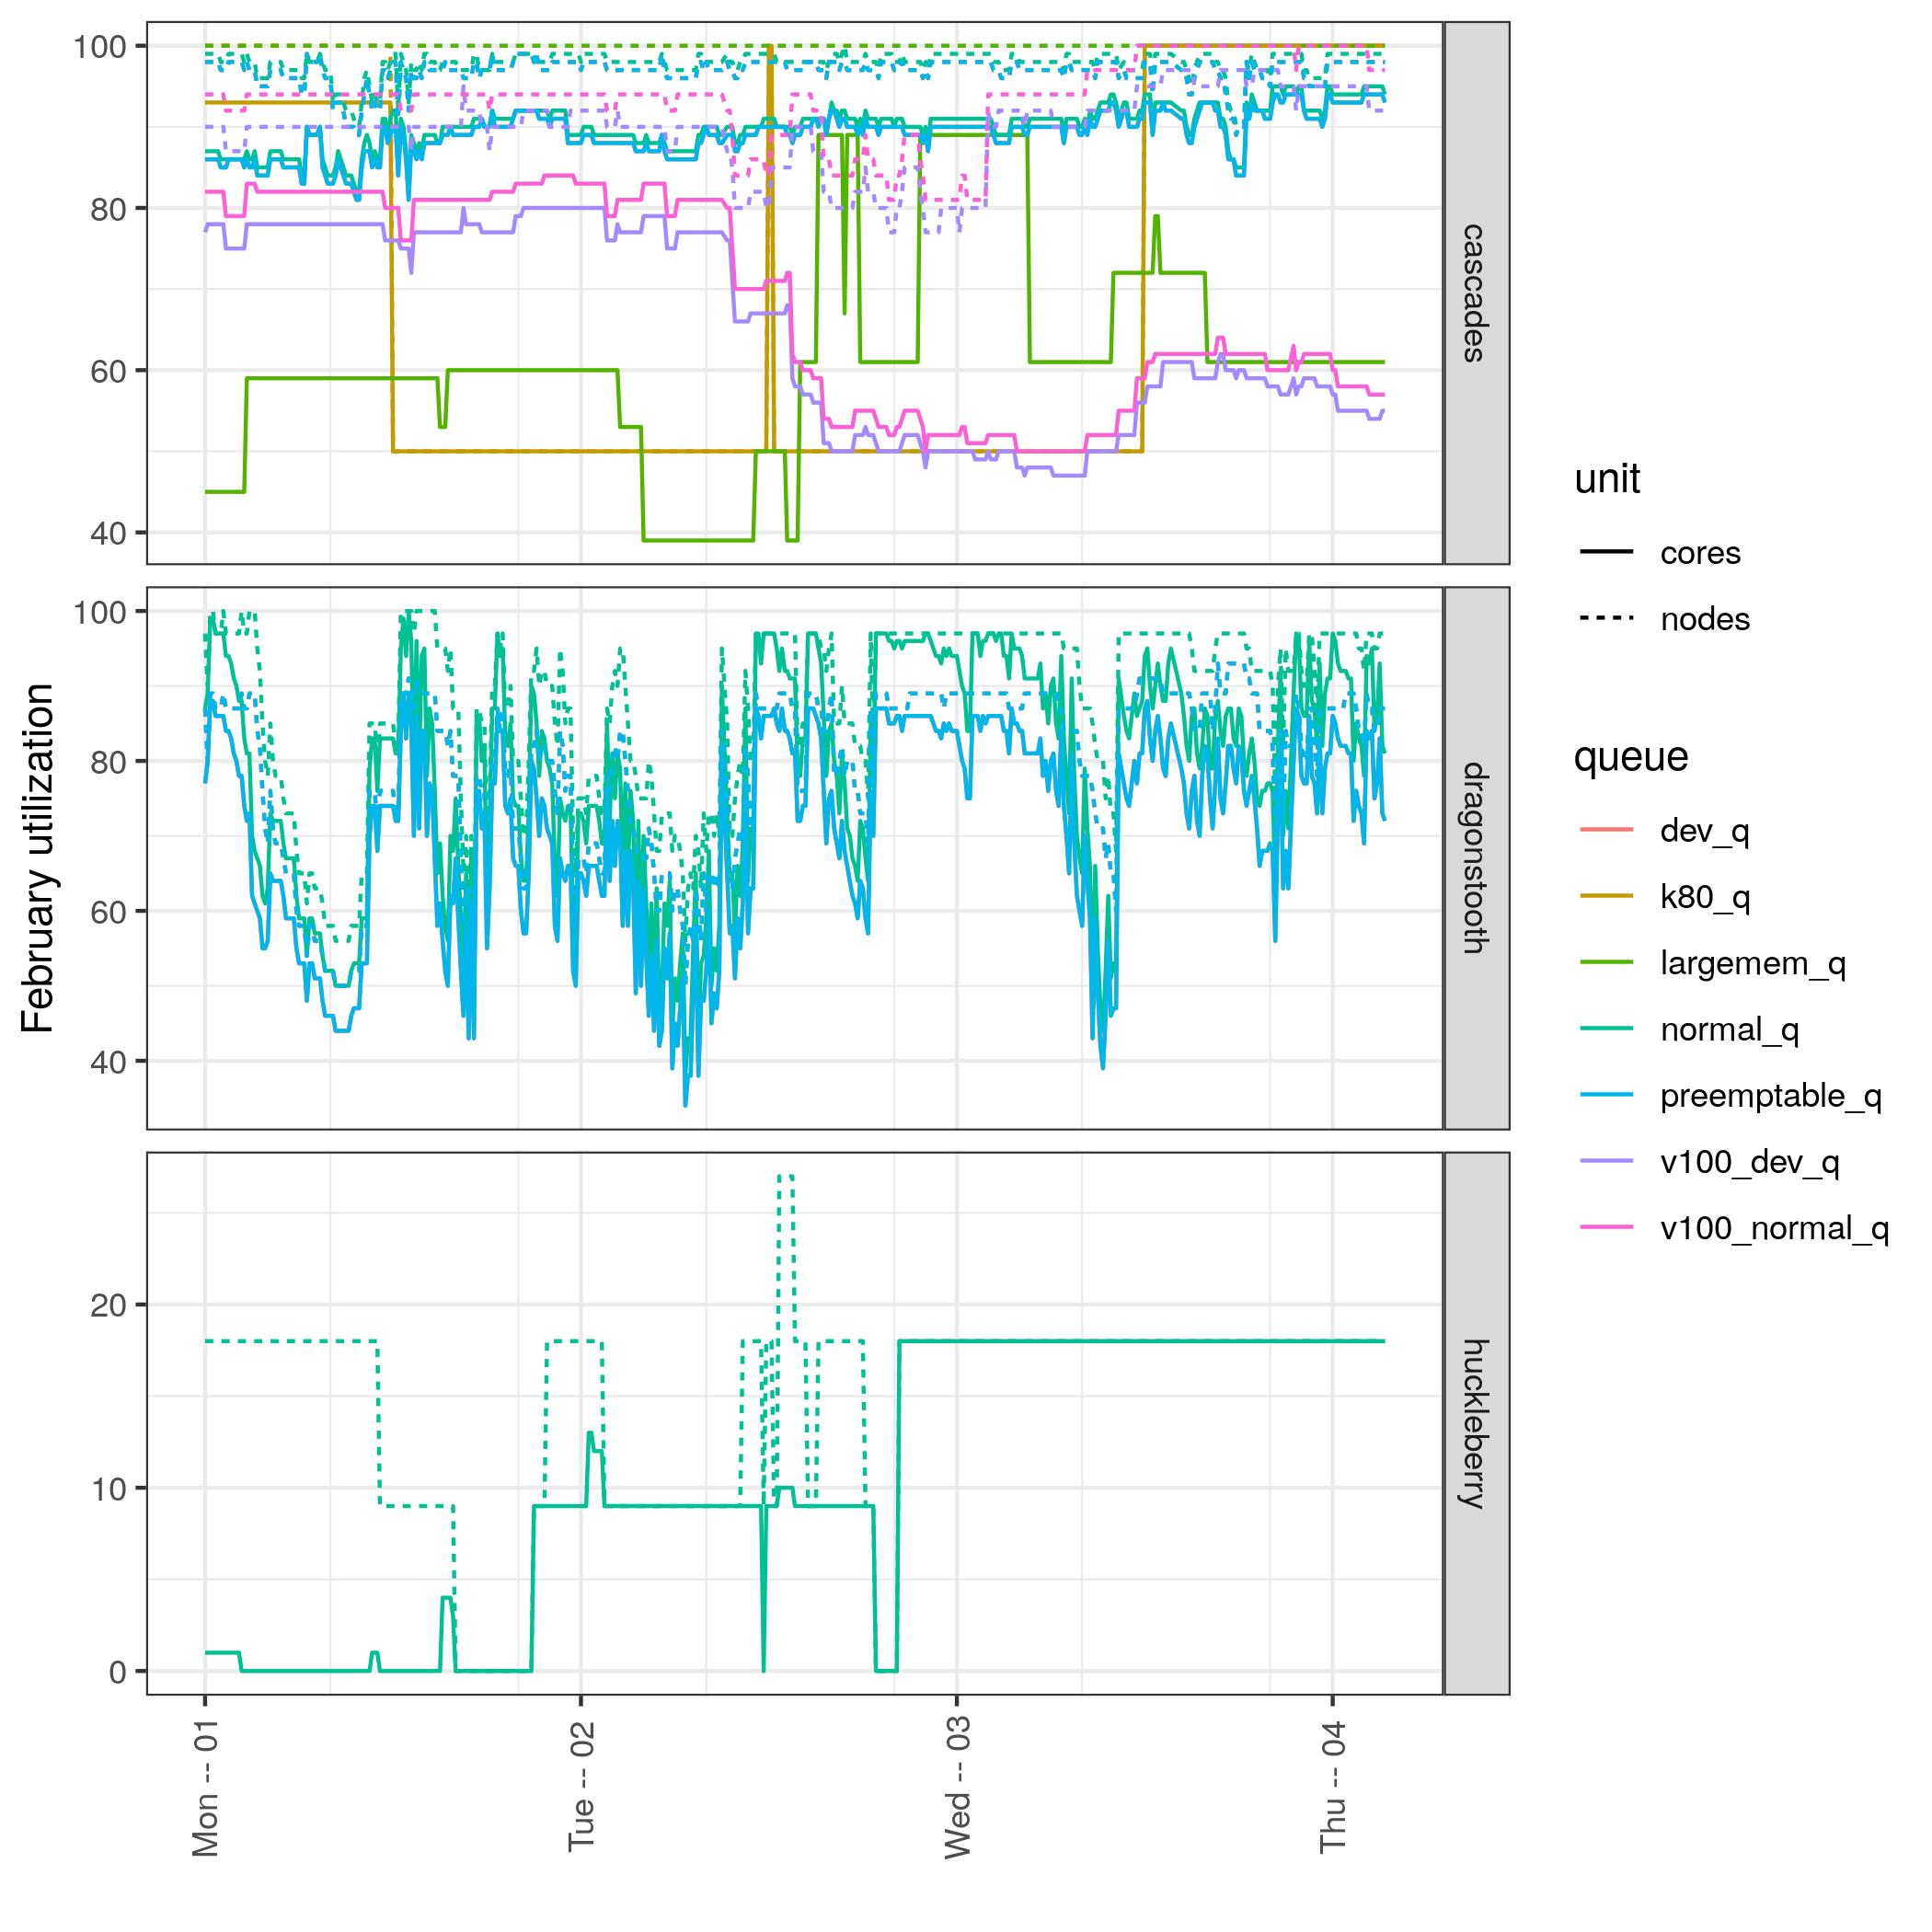 100
80
60
40
cascades
100
80
60
40
dragonstooth
20
10
0
huckleberry
February utilization
Mon -- 01
Tue -- 02
Wed -- 03
Thu -- 04
unit
cores
nodes
queue
dev_q
k80_q
largemem_q
normal_q
preemptable_q
v100_dev_q
v100_normal_q